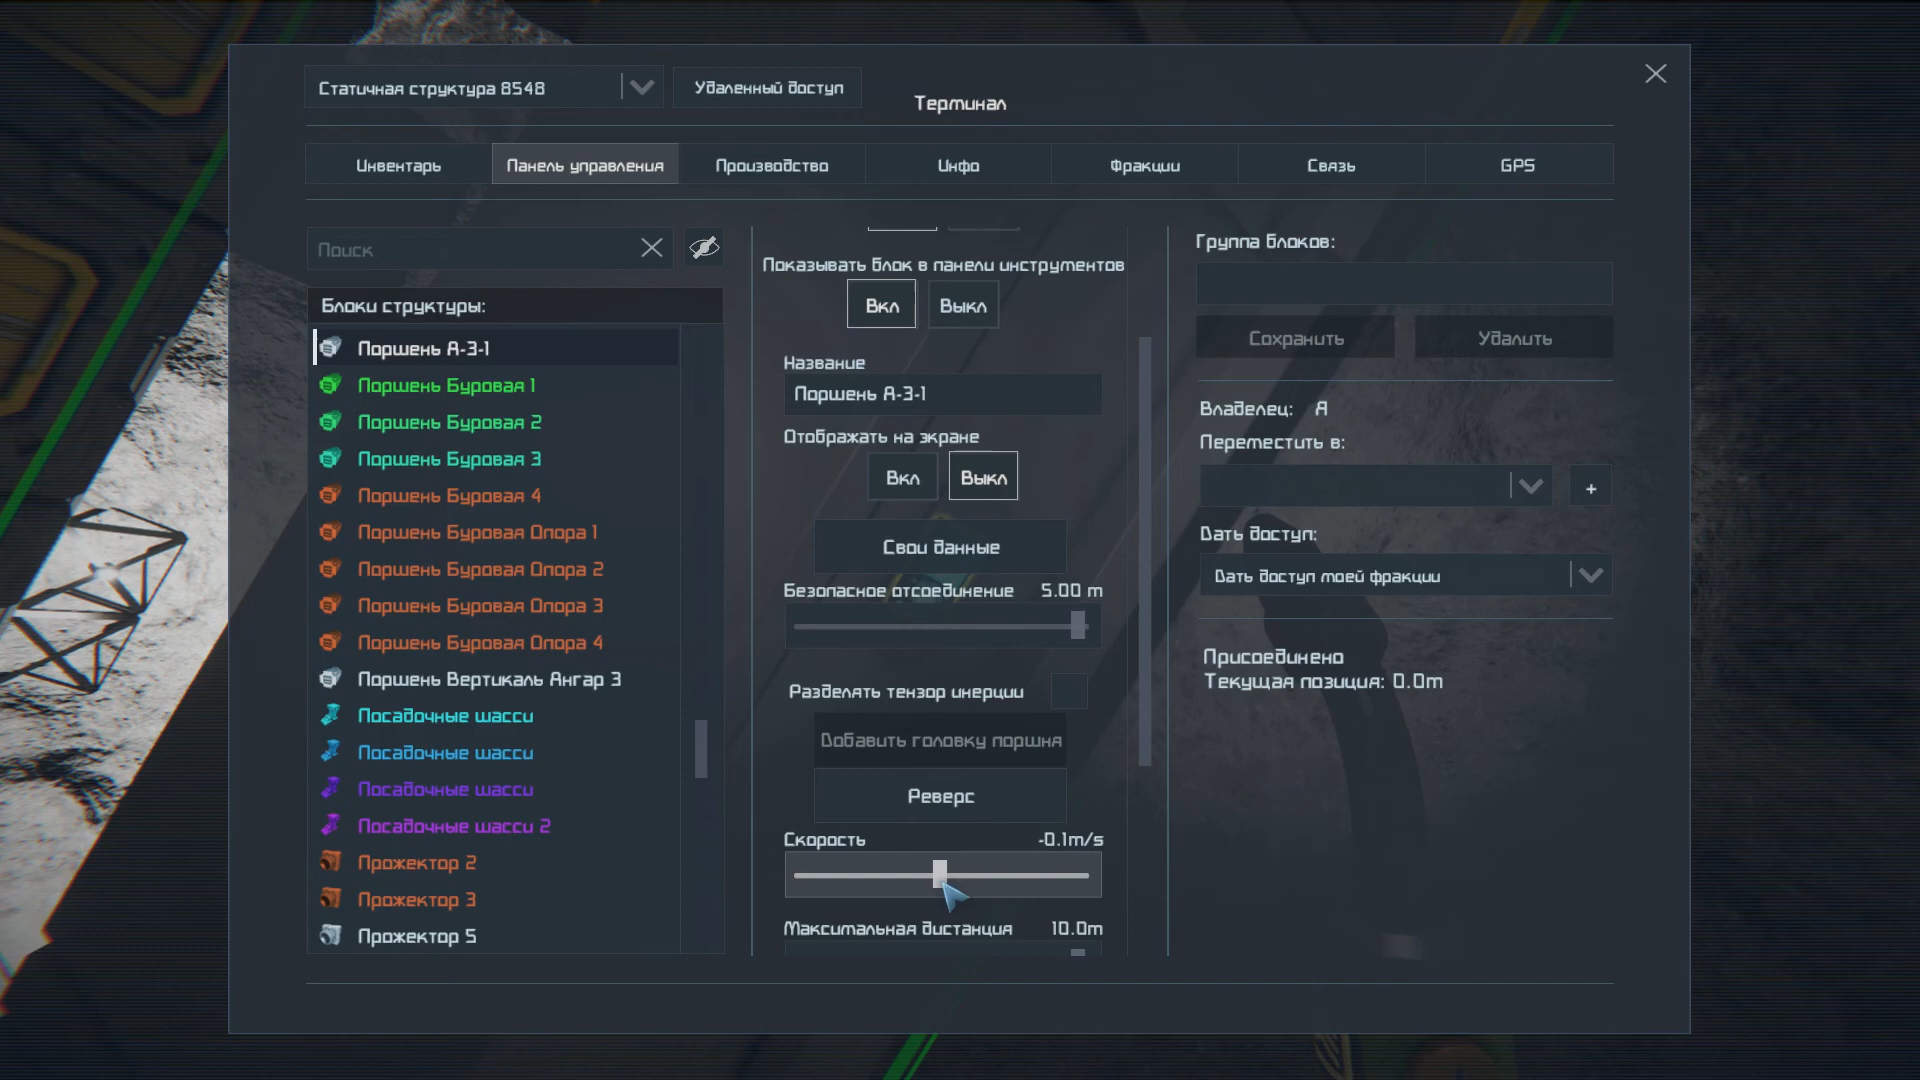 Статичная структура 8548
Удаленный доступ
Терминал
Инвентарь
Панель управления
Производство
Инфо
Фракции
Связь
GPS
Поиск
Блоки структуры:
Поршень А-3-1
Поршень Буровая 1
Поршень Буровая 2
Поршень Буровая 3
Поршень Буровая 4
Поршень Буровая Опора 1
Поршень Буровая Опора 2
Поршень Буровая Опора 3
Поршень Буровая Опора 4
Поршень Вертикаль Ангар 3
Посадочные шасси
Посадочные шасси
Посадочные шасси
Посадочные шасси 2
Прожектор 2
Прожектор 3
Прожектор 5
Показывать блок в панели инструментов
Вкл
Выкл
Название
Поршень А-3-1
Отображать на экране
Вкл
Выкл
Свои данные
Безопасное отсоединение 5.00 m
Разделять тензор инерции
Добавить головку поршня
Реверс
Скорость -0.1m/s
Максимальная дистанция 10.0m
Группа блоков:
Сохранить
Удалить
Владелец: Я
Переместить в:
+
Дать доступ:
Дать доступ моей фракции
Присоединено
Текущая позиция: 0.0m